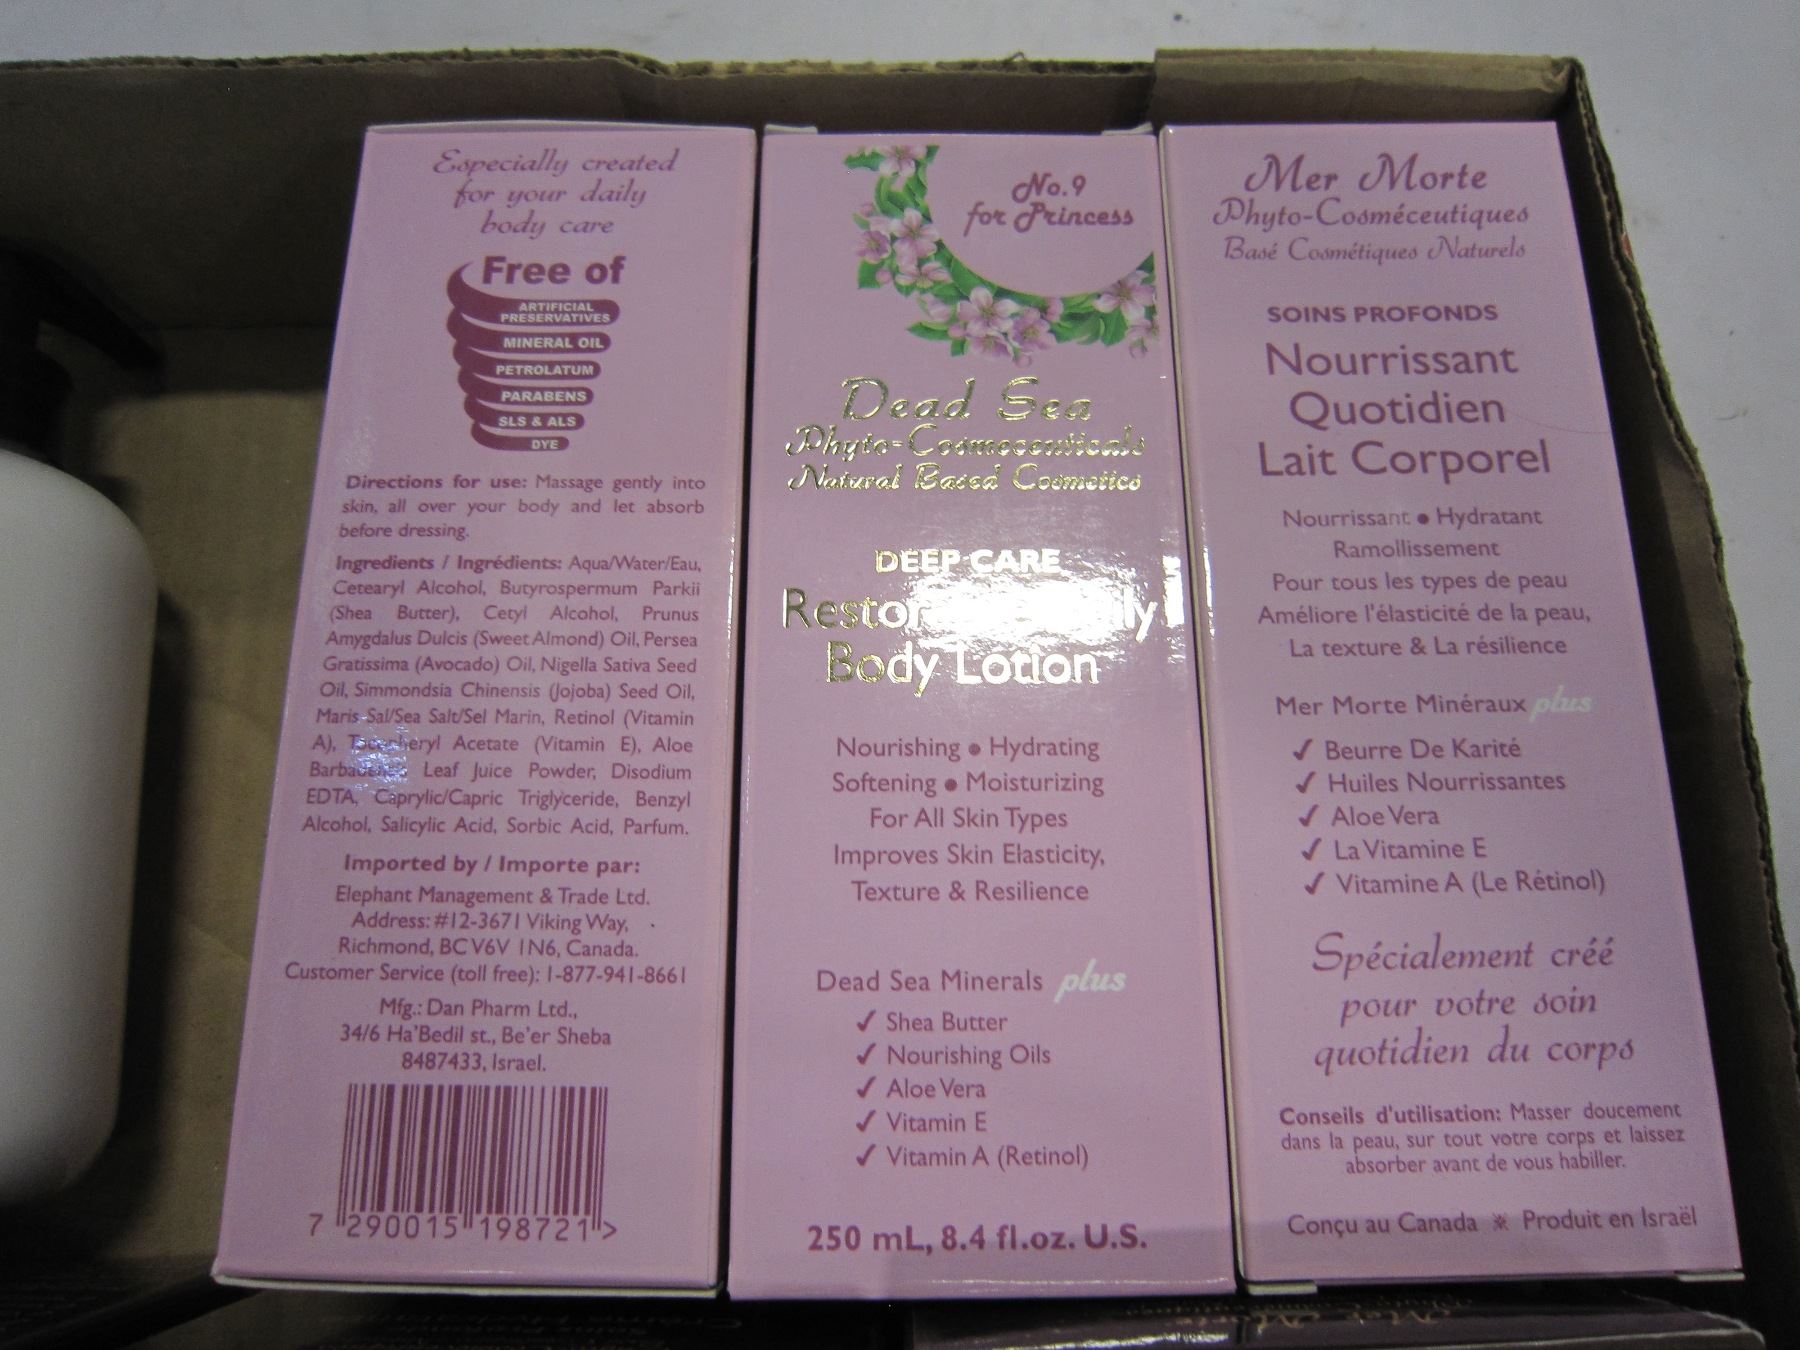 Especially created
for your daily
body care
Free of
ARTIFICIAL
PRESERVATIVES
MINERAL OIL
PETROLATUM
PARABENS
SLS & ALS
DYE
Directions for use: Massage gently into
skin, all over your body and let absorb
before dressing.
Ingredients / Ingrédients: Aqua/Water/Eau,
Cetearyl Alcohol, Butyrospermum Parkii
(Shea Butter), Cetyl Alcohol, Prunus
Amygdalus Dulcis (Sweet Almond) Oil, Persea
Gratissima (Avocado) Oil, Nigella Sativa Seed
Oil, Simmondsia Chinensis (Jojoba) Seed Oil,
Maris Sal/Sea Salt/Sel Marin, Retinol (Vitamin
A), Acetate (Vitamin E), Aloe
Leaf Juice Powder, Disodium
EDTA, Caprylic/Capric Triglyceride, Benzyl
Alcohol, Salicylic Acid, Sorbic Acid, Parfum.
Imported by / Importe par:
Elephant Management & Trade Ltd.
Address: #12-3671 Viking Way,
Richmond, BC V6V 1N6, Canada.
Customer Service (toll free): 1-877-941-8661
Mfg.: Dan Pharm Ltd.,
34/6 Ha'Bedil st., Be'er Sheba
8487433, Israel.
7 290015 198721 >
No.9
for Princess
Dead Sea
Phyto-Cosmeceuticals
Natural Based Cosmetics
DEEP CARE
Body Lotion
Nourishing • Hydrating
Softening • Moisturizing
For All Skin Types
Improves Skin Elasticity,
Texture & Resilience
Dead Sea Minerals plus
✓ Shea Butter
✓ Nourishing Oils
✓ Aloe Vera
✓ Vitamin E
✓ Vitamin A (Retinol)
250 mL, 8.4 fl.oz. U.S.
Mer Morte
Phyto-Cosméceutiques
Basé Cosmétiques Naturels
SOINS PROFONDS
Nourrissant
Quotidien
Lait Corporel
Nourrissant • Hydratant
Ramollissement
Pour tous les types de peau
Améliore l'élasticité de la peau,
La texture & La résilience
Mer Morte Minéraux plus
✓ Beurre De Karité
✓ Huiles Nourrissantes
✓ Aloe Vera
✓ La Vitamine E
✓ Vitamine A (Le Rétinol)
Spécialement créé
pour votre soin
quotidien du corps
Conseils d'utilisation: Masser doucement
dans la peau, sur tout votre corps et laissez
absorber avant de vous habiller.
Conçu au Canada ※ Produit en Israël
Mer Morte